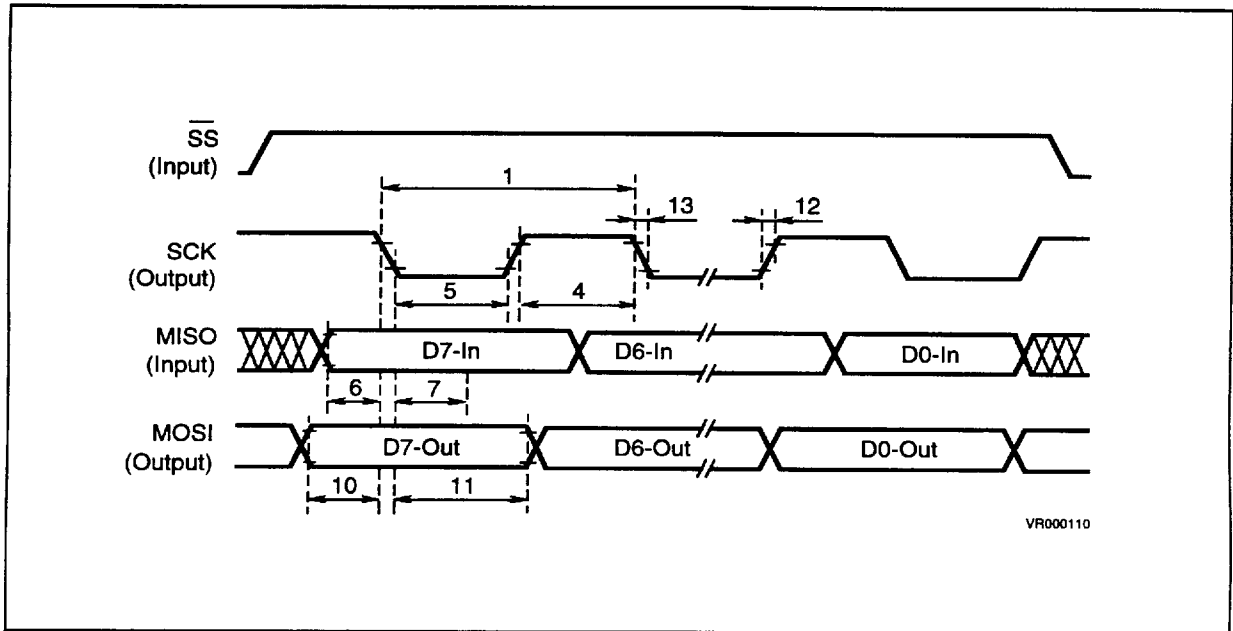 SS
(Input)
1
13
12
SCK
(Output)
5
4
MISO
(Input)
D7-In
D6-In
D0-In
6
7
MOSI
(Output)
D7-Out
D6-Out
D0-Out
10
11
VR000110